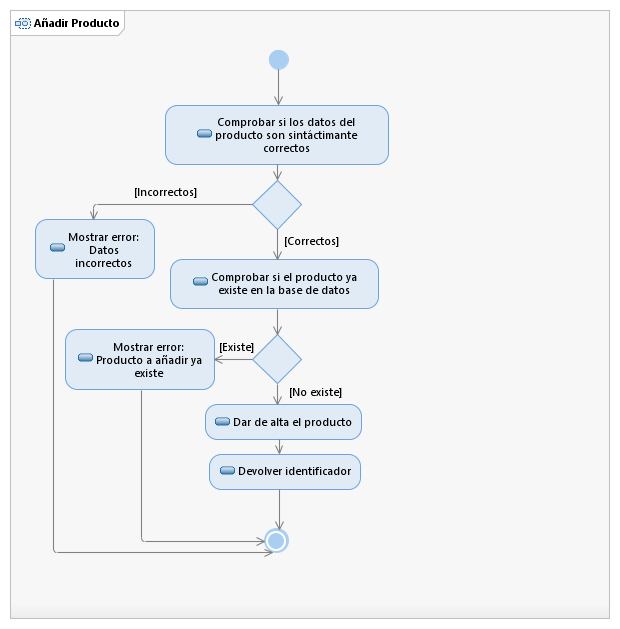 Añadir Producto
Comprobar si los datos del
producto son sintáctimante
correctos
[Incorrectos]
Mostrar error:
Datos
incorrectos
[Correctos]
Comprobar si el producto ya
existe en la base de datos
Mostrar error:
Producto a añadir ya
existe
[Existe]
[No existe]
Dar de alta el producto
Devolver identificador